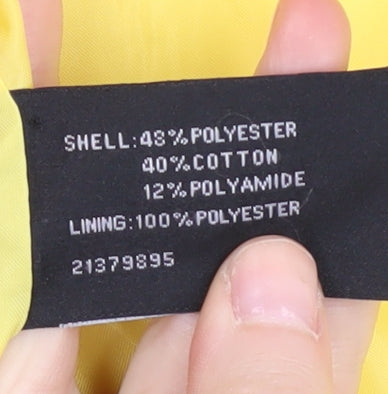 SHELL:48%POLYESTER
40%COTTON
12%POLYAMIDE
LINING:100%POLYESTER
21379895